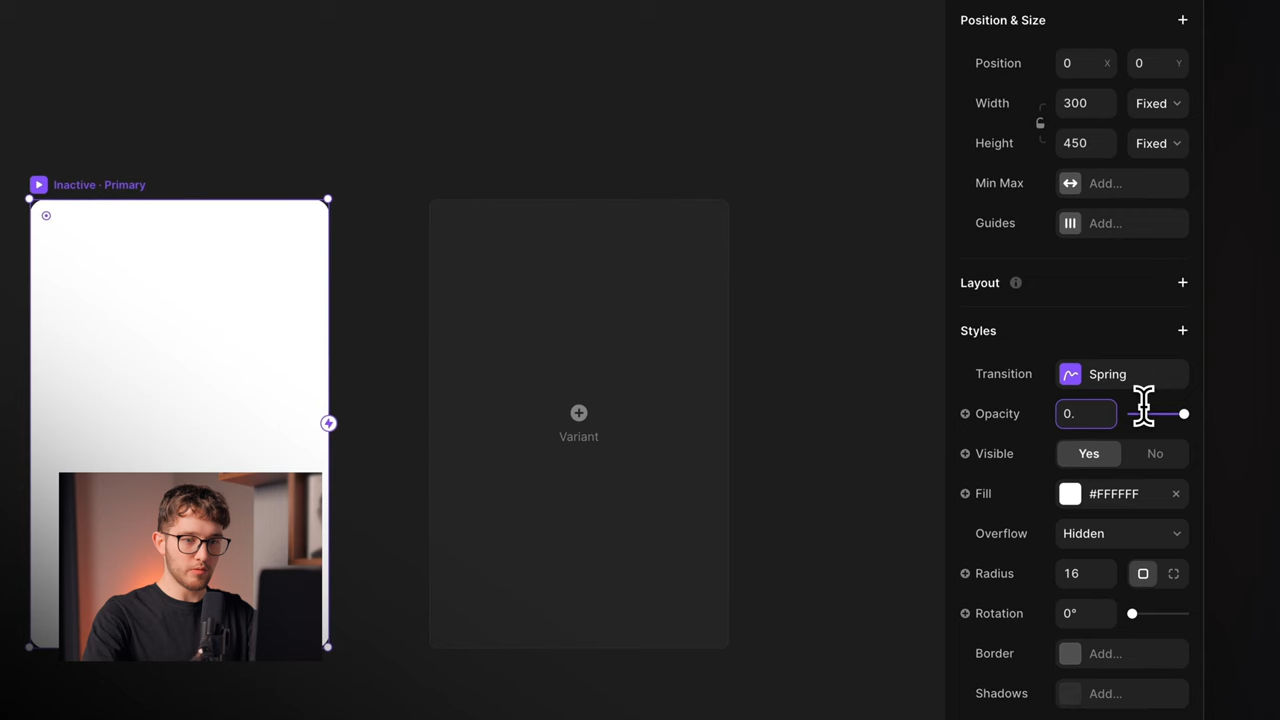 Position & Size
Position 0 X 0 Y
Width 300 Fixed
Height 450 Fixed
Min Max Add...
Guides Add...
Layout
Styles
Transition Spring
Opacity 0.
Visible Yes No
Fill #FFFFFF
Overflow Hidden
Radius 16
Rotation 0°
Border Add...
Shadows Add...
Inactive · Primary
Variant